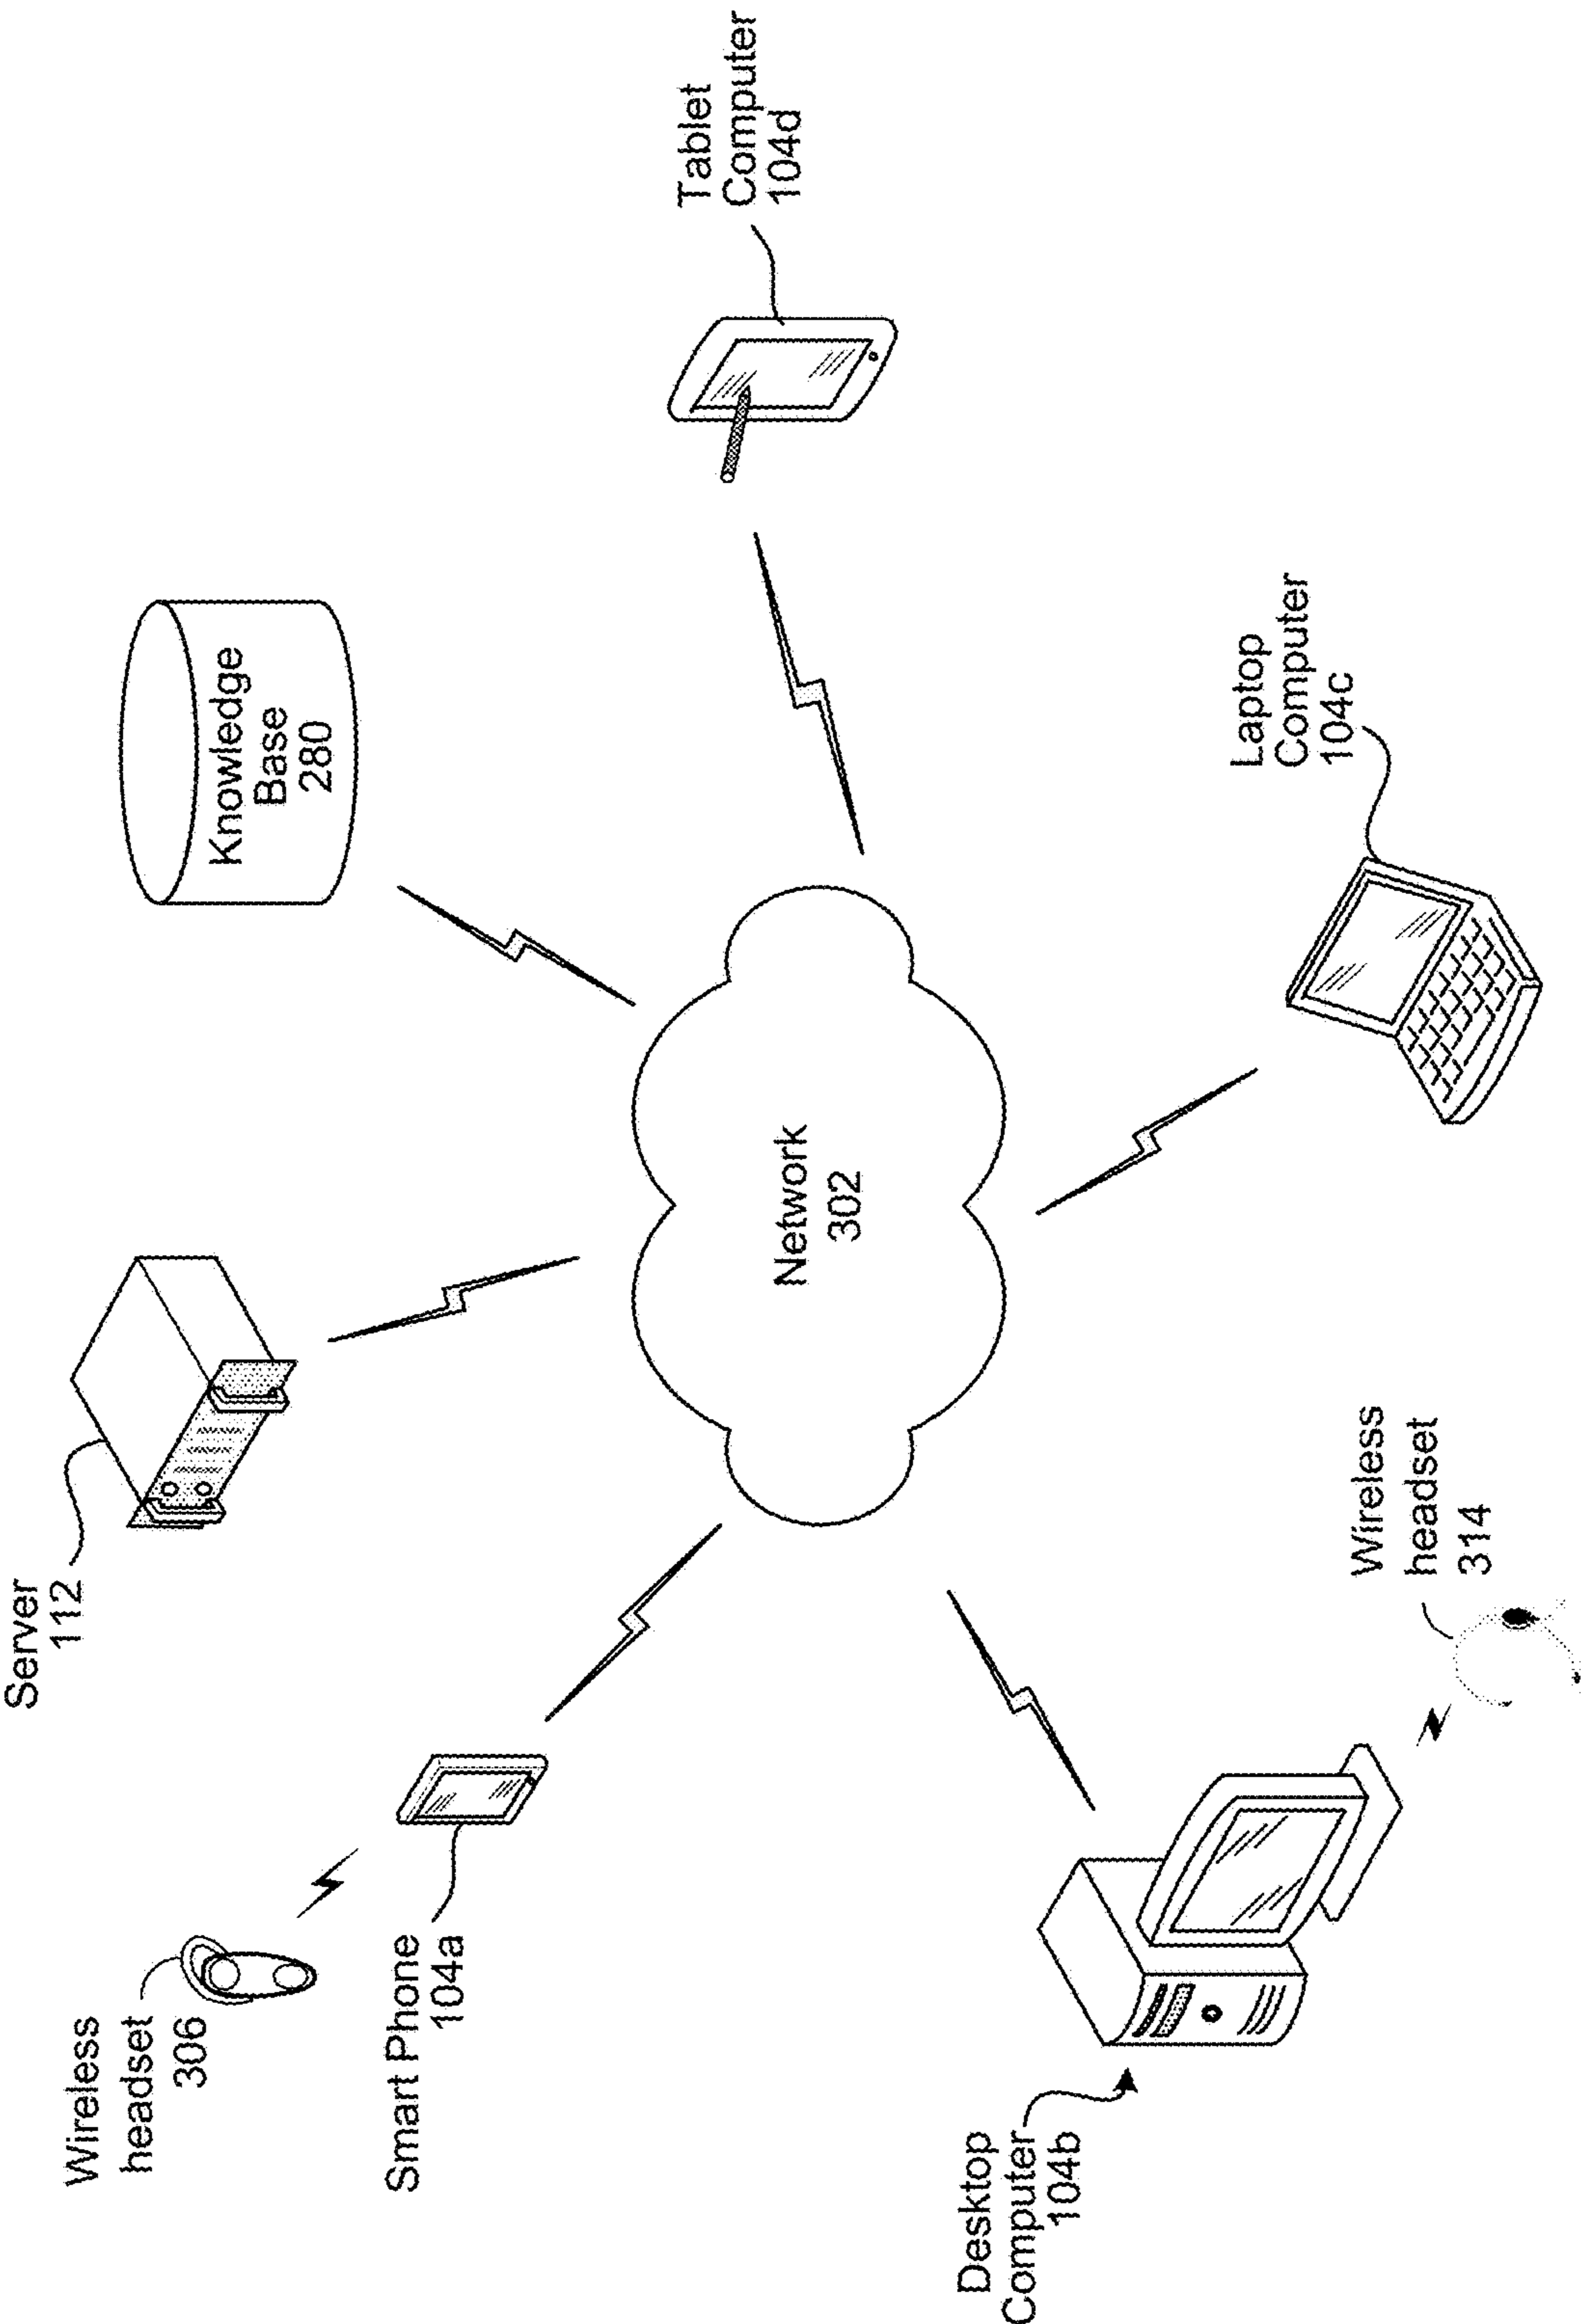 Server
112
Knowledge
Base
280
Wireless
headset
306
Smart Phone
104a
Tablet
Computer
104d
Network
302
Desktop
Computer
104b
Wireless
headset
314
Laptop
Computer
104c